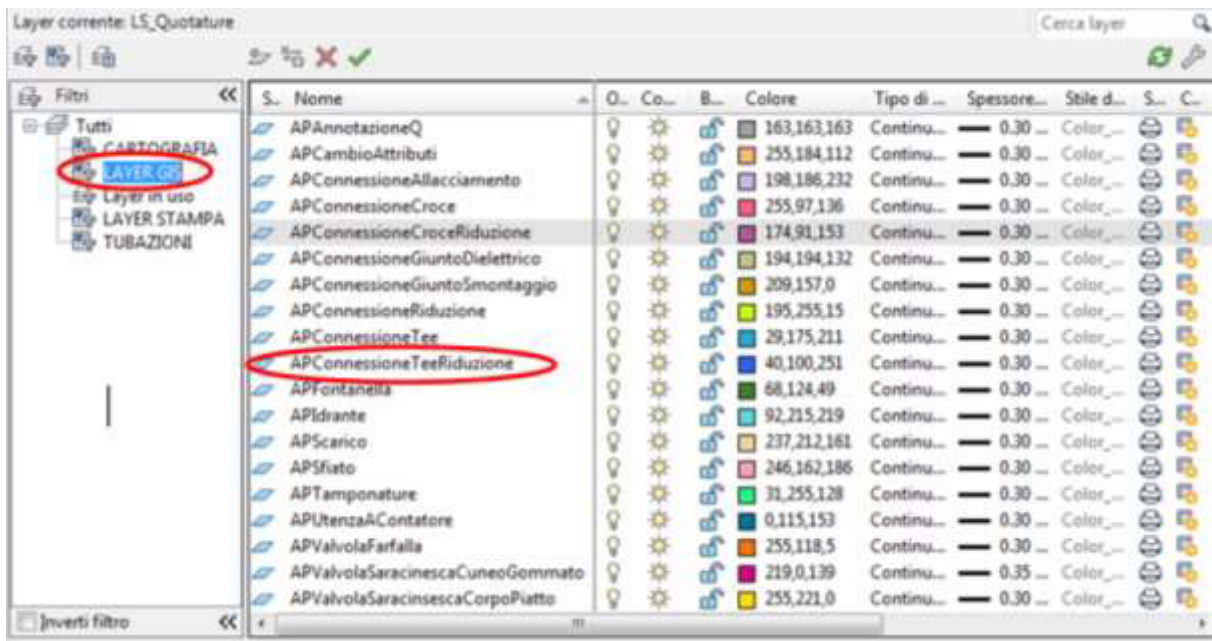 Layer corrente: LS_Quotature
Cerca layer
Filtri
Tutti
CARTOGRAFIA
LAYER GIS
Layer in uso
LAYER STAMPA
TUBAZIONI
Inverti filtro
S.. Nome O.. Co... B... Colore Tipo di ... Spessore... Stile d... S... C...
APAnnotazioneQ 163,163,163 Continu... 0.30 ... Color_...
APCambioAttributi 255,184,112 Continu... 0.30 ... Color_...
APConnessioneAllacciamento 198,186,232 Continu... 0.30 ... Color_...
APConnessioneCroce 255,97,136 Continu... 0.30 ... Color_...
APConnessioneCroceRiduzione 174,91,153 Continu... 0.30 ... Color_...
APConnessioneGiuntoDielettrico 194,194,132 Continu... 0.30 ... Color_...
APConnessioneGiuntoSmontaggio 209,157,0 Continu... 0.30 ... Color_...
APConnessioneRiduzione 195,255,15 Continu... 0.30 ... Color_...
APConnessioneTee 29,175,211 Continu... 0.30 ... Color_...
APConnessioneTeeRiduzione 40,100,251 Continu... 0.30 ... Color_...
APFontanella 68,124,49 Continu... 0.30 ... Color_...
APIdrante 92,215,219 Continu... 0.30 ... Color_...
APScarico 237,212,161 Continu... 0.30 ... Color_...
APSfiato 246,162,186 Continu... 0.30 ... Color_...
APTamponature 31,255,128 Continu... 0.30 ... Color_...
APUtenzaAContatore 0,115,153 Continu... 0.30 ... Color_...
APValvolaFarfalla 255,118,5 Continu... 0.30 ... Color_...
APValvolaSaracinescaCuneoGommato 219,0,139 Continu... 0.35 ... Color_...
APValvolaSaracinsescaCorpoPiatto 255,221,0 Continu... 0.30 ... Color_...